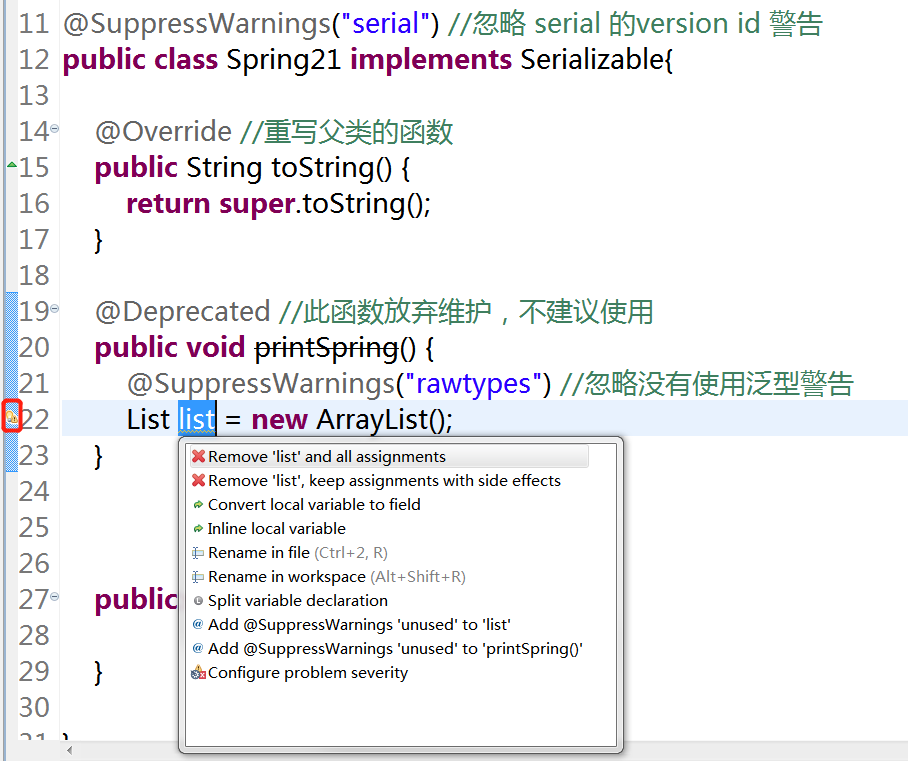 11 @SuppressWarnings("serial") //忽略 serial 的version id 警告
12 public class Spring21 implements Serializable{
13
14 @Override //重写父类的函数
15 public String toString() {
16 return super.toString();
17 }
18
19 @Deprecated //此函数放弃维护，不建议使用
20 public void printSpring() {
21 @SuppressWarnings("rawtypes") //忽略没有使用泛型警告
22 List list = new ArrayList();
23 }
Remove 'list' and all assignments
24
Remove 'list', keep assignments with side effects
Convert local variable to field
25
Inline local variable
Rename in file (Ctrl+2, R)
26
Rename in workspace (Alt+Shift+R)
27 public
Split variable declaration
Add @SuppressWarnings 'unused' to 'list'
28
Add @SuppressWarnings 'unused' to 'printSpring()'
29 }
Configure problem severity
30